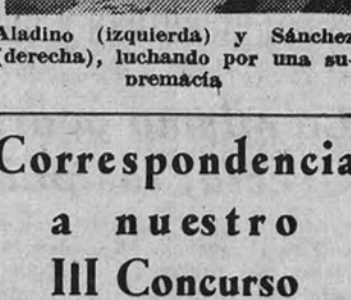 Aladino (izquierda) y Sánchez
(derecha), luchando por una su-
premacía
Correspondencia
a nuestro
III Concurso